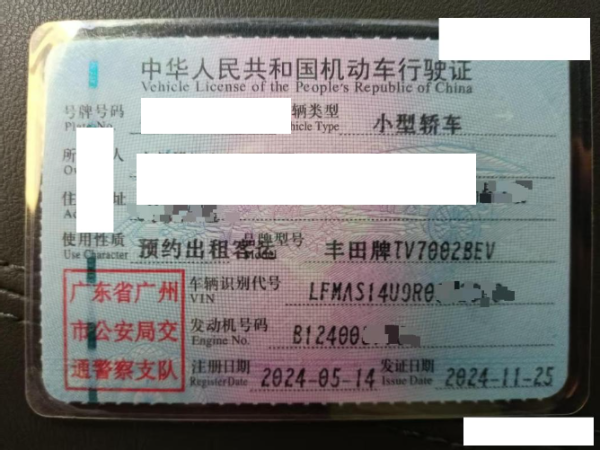 中华人民共和国机动车行驶证
Vehicle License of the People's Republic of China
号牌号码 辆类型 小型轿车
Plate No. Vehicle Type
所 人
住 址
使用性质 预约出租客运 品牌型号 丰田牌TV7002BEV
Use Character Model
广东省广州 车辆识别代号 LFMAS14U0R0
VIN
市公安局交 发动机号码 B12400
Engine No.
通警察支队 注册日期 2024-05-14 发证日期 2024-11-25
Register Date Issue Date